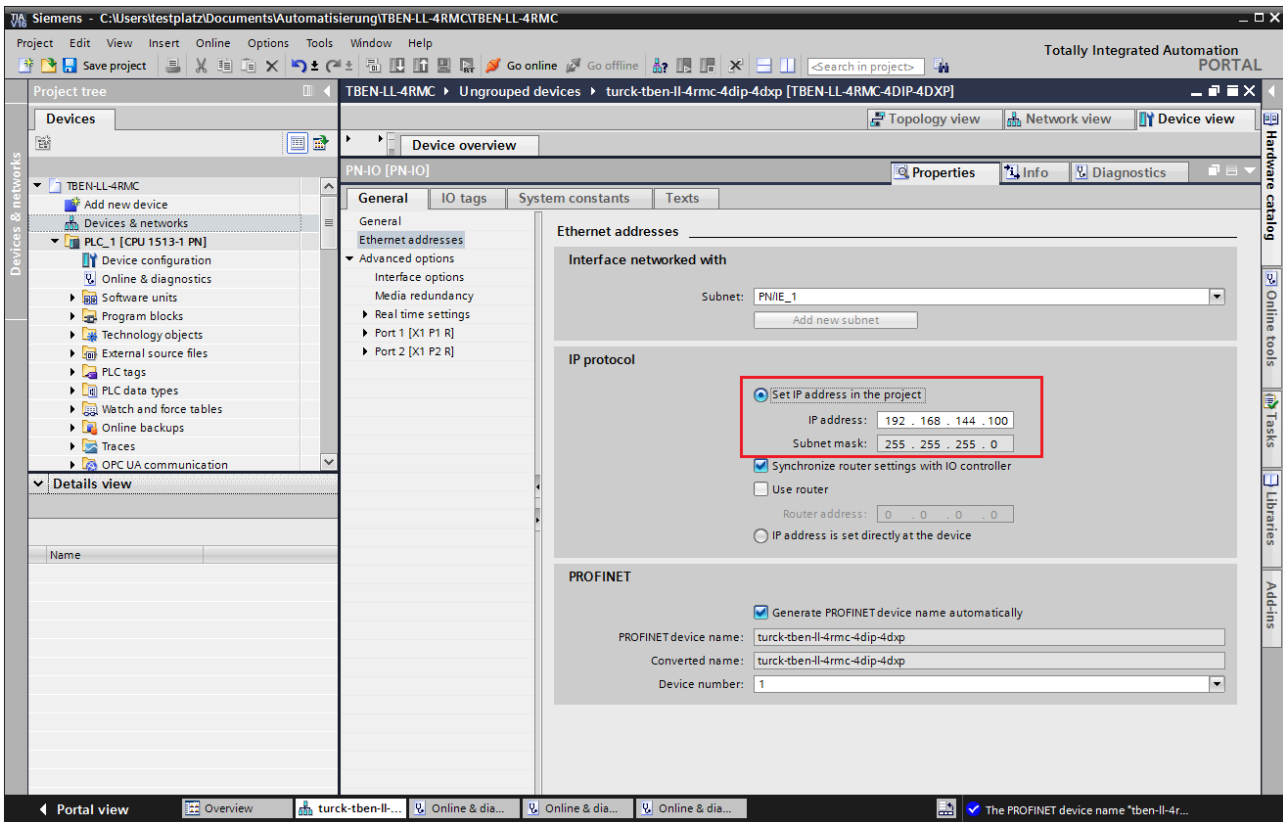 Siemens - C:\Users\testplatz\Documents\Automatisierung\TBEN-LL-4RMC\TBEN-LL-4RMC
Project Edit View Insert Online Options Tools Window Help
Save project Go online Go offline <Search in project>
Totally Integrated Automation
PORTAL
Project tree
TBEN-LL-4RMC Ungrouped devices turck-tben-ll-4rmc-4dip-4dxp [TBEN-LL-4RMC-4DIP-4DXP]
Devices
Topology view Network view Device view
Device overview
PN-IO [PN-IO]
Properties Info Diagnostics
General IO tags System constants Texts
Devices & networks
TBEN-LL-4RMC
Add new device
Devices & networks
PLC_1 [CPU 1513-1 PN]
Device configuration
Online & diagnostics
Software units
Program blocks
Technology objects
External source files
PLC tags
PLC data types
Watch and force tables
Online backups
Traces
OPC UA communication
Details view
Name
General
Ethernet addresses
Advanced options
Interface options
Media redundancy
Real time settings
Port 1 [X1 P1 R]
Port 2 [X1 P2 R]
Ethernet addresses
Interface networked with
Subnet: PN/IE_1
Add new subnet
IP protocol
Set IP address in the project
IP address: 192 . 168 . 144 .100
Subnet mask: 255 . 255 . 255 . 0
Synchronize router settings with IO controller
Use router
Router address: 0 . 0 . 0 . 0
IP address is set directly at the device
PROFINET
Generate PROFINET device name automatically
PROFINET device name: turck-tben-ll-4rmc-4dip-4dxp
Converted name: turck-tben-ll-4rmc-4dip-4dxp
Device number: 1
Hardware catalog
Online tools
Tasks
Libraries
Add-ins
Portal view Overview turck-tben-ll-... Online & dia... Online & dia... Online & dia... The PROFINET device name "tben-ll-4r...